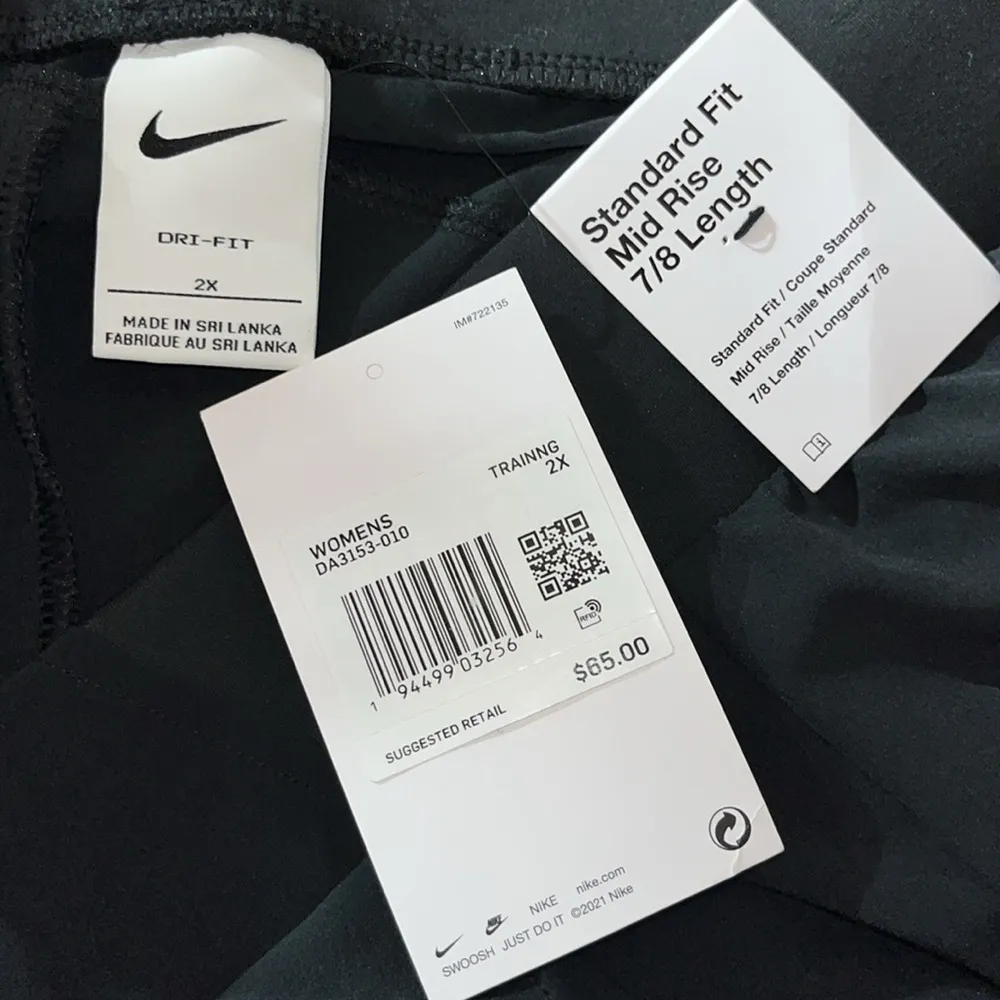 DRI-FIT
2X
MADE IN SRI LANKA
FABRIQUE AU SRI LANKA
Standard Fit
Mid Rise
7/8 Length
Standard Fit / Coupe Standard
Mid Rise / Taille Moyenne
7/8 Length / Longueur 7/8
IM#722135
TRAINNG
2X
WOMENS
DA3153-010
RFID
1 94499 03256 4
$65.00
SUGGESTED RETAIL
NIKE nike.com
SWOOSH JUST DO IT ©2021 Nike